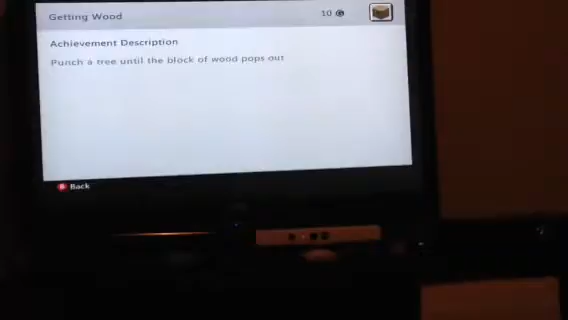 Getting Wood
10 G
Achievement Description
Punch a tree until the block of wood pops out
B Back